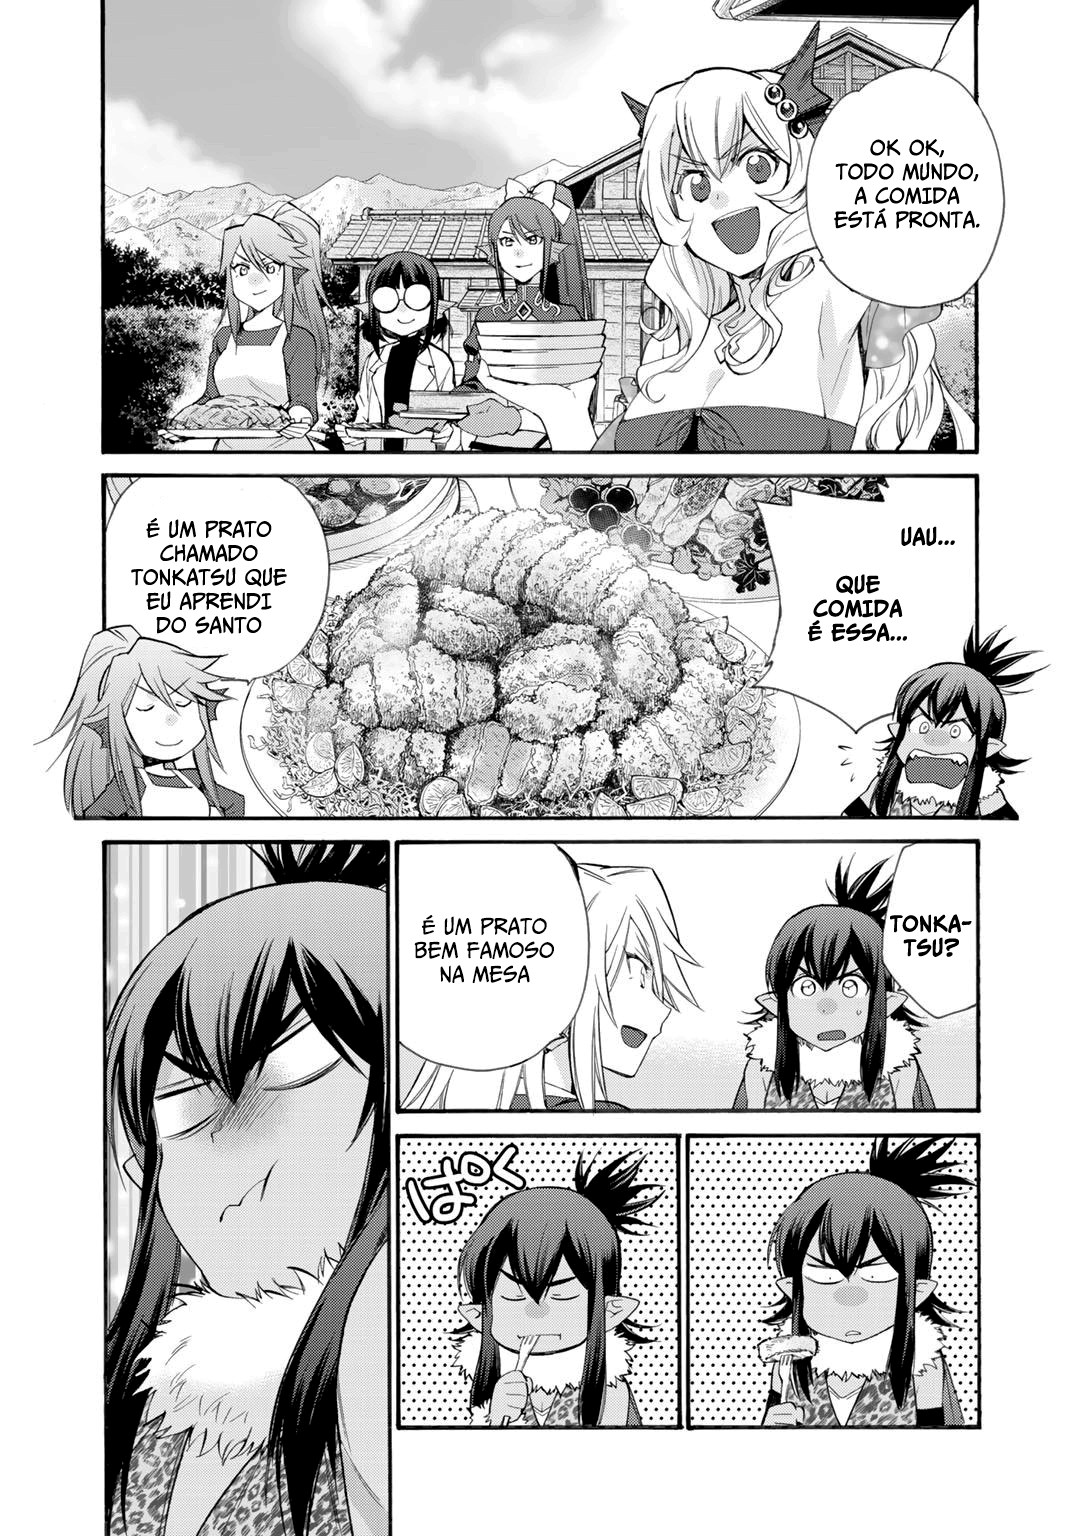 OK OK,
TODO MUNDO,
A COMIDA
ESTÁ PRONTA.
UAU...
QUE
COMIDA
É ESSA...
É UM PRATO
CHAMADO
TONKATSU QUE
EU APRENDI
DO SANTO
TONKA-
TSU?
É UM PRATO
BEM FAMOSO
NA MESA
ぱく